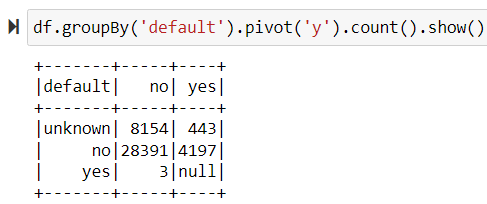 df.groupBy('default').pivot('y').count().show()
+-------+-----+----+
|default|   no| yes|
+-------+-----+----+
|unknown| 8154| 443|
|     no|28391|4197|
|    yes|    3|null|
+-------+-----+----+